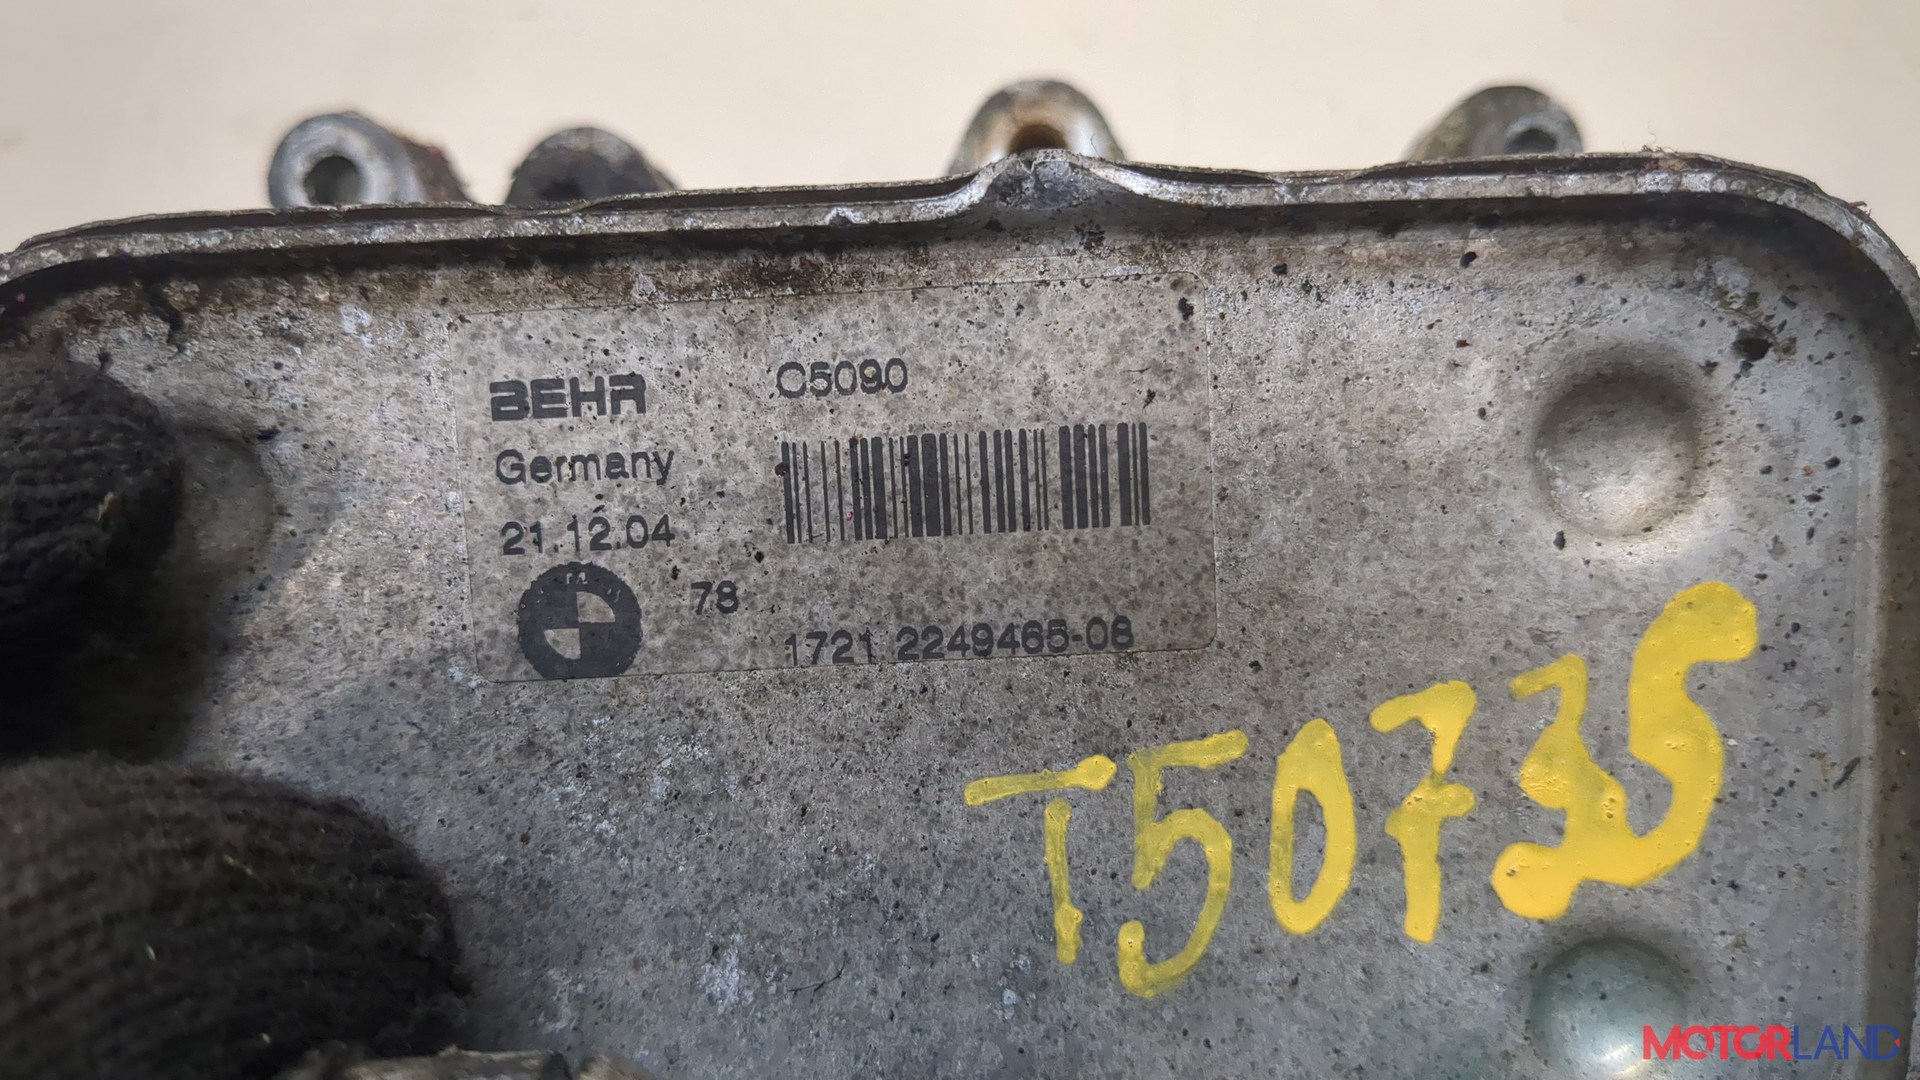 BEHR C5090
Germany
21.12.04
78
1721 2249465-08
T50735
MOTORLAND